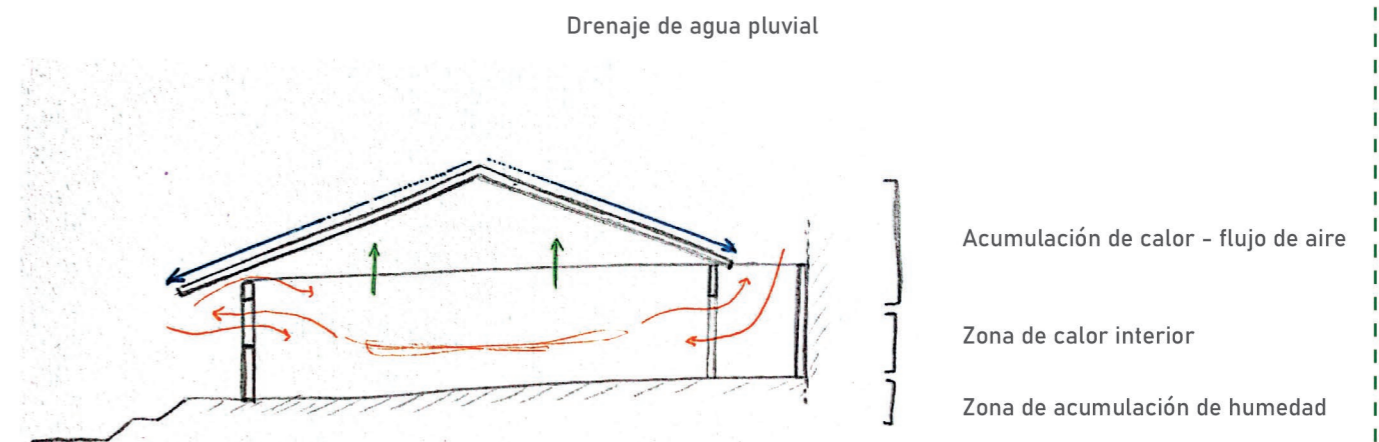 Drenaje de agua pluvial
Acumulación de calor - flujo de aire
Zona de calor interior
Zona de acumulación de humedad